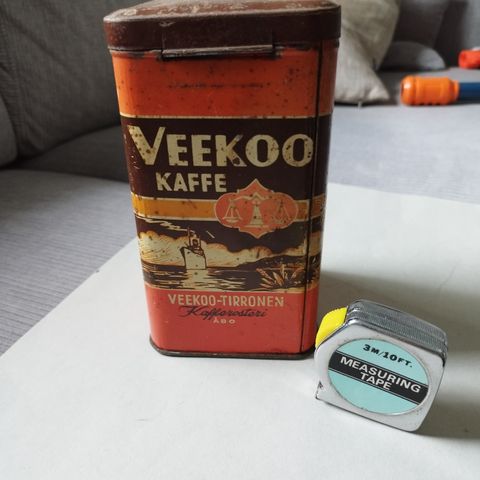 VEEKOO
KAFFE
VEEKOO-TIRRONEN
Kafferosteri
ÅBO
3M/10FT.
MEASURING
TAPE